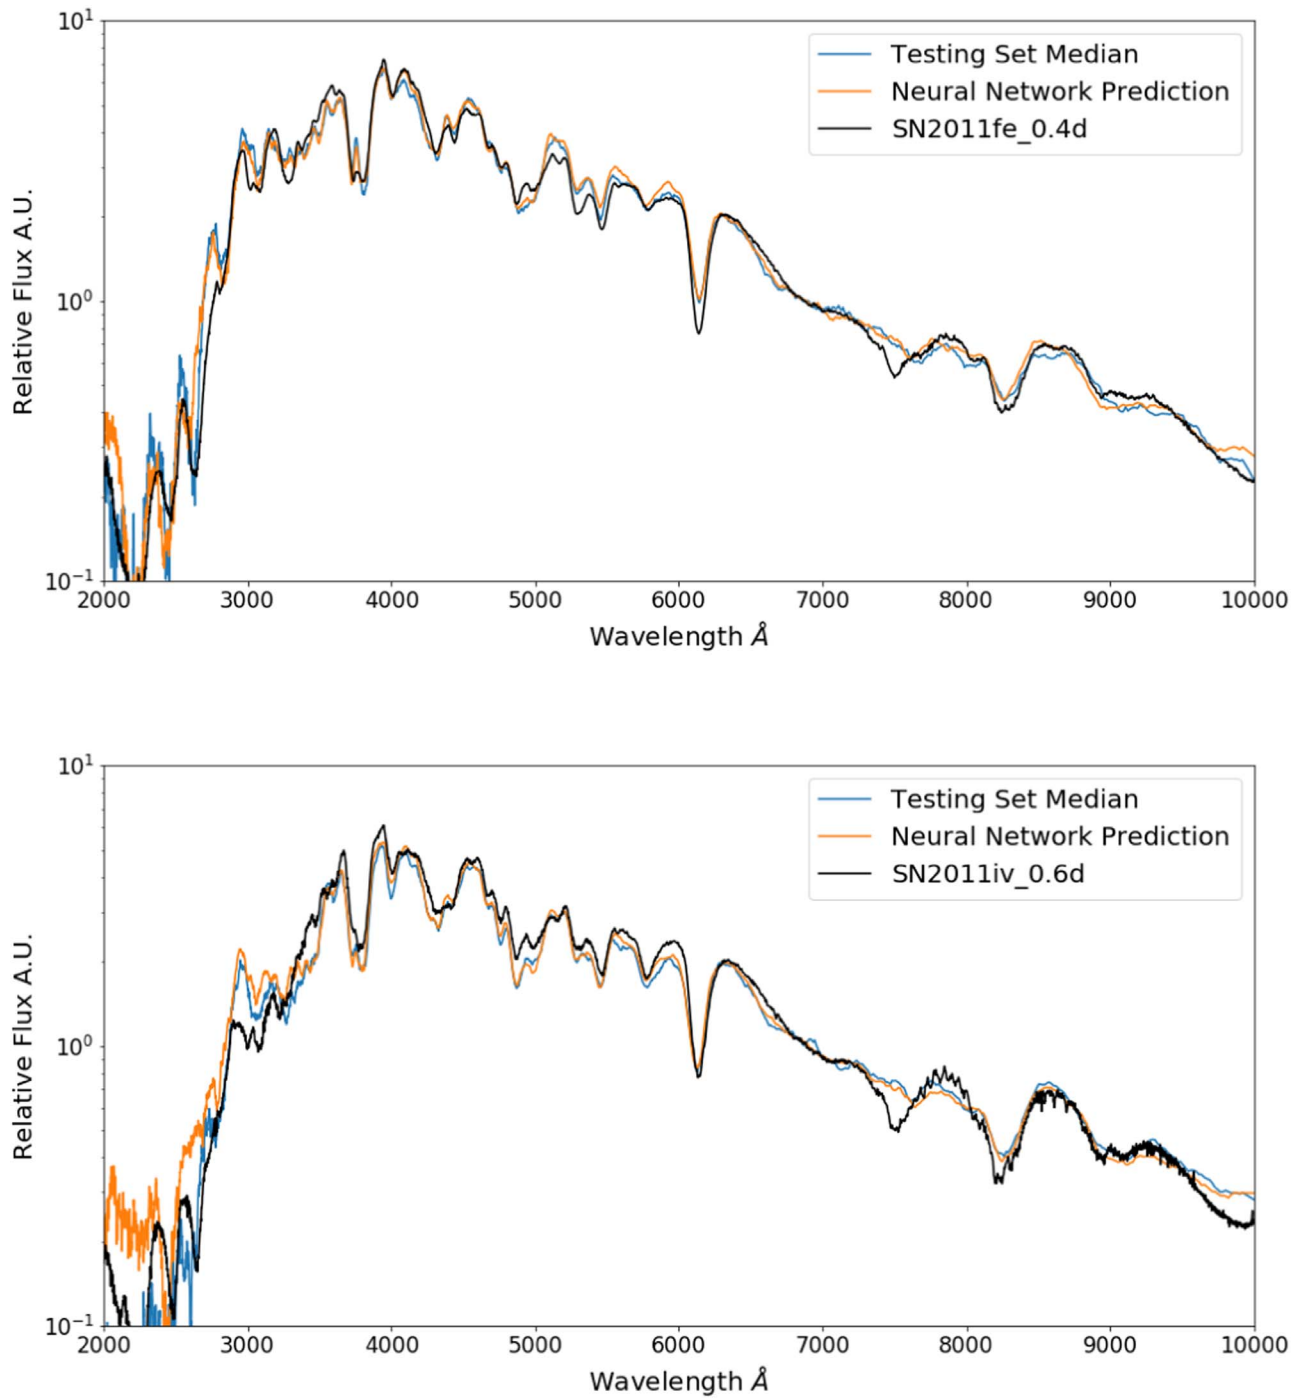 10¹
Testing Set Median
Neural Network Prediction
SN2011fe_0.4d
Relative Flux A.U.
10⁰
10⁻¹
2000 3000 4000 5000 6000 7000 8000 9000 10000
Wavelength Å
10¹
Testing Set Median
Neural Network Prediction
SN2011iv_0.6d
Relative Flux A.U.
10⁰
10⁻¹
2000 3000 4000 5000 6000 7000 8000 9000 10000
Wavelength Å